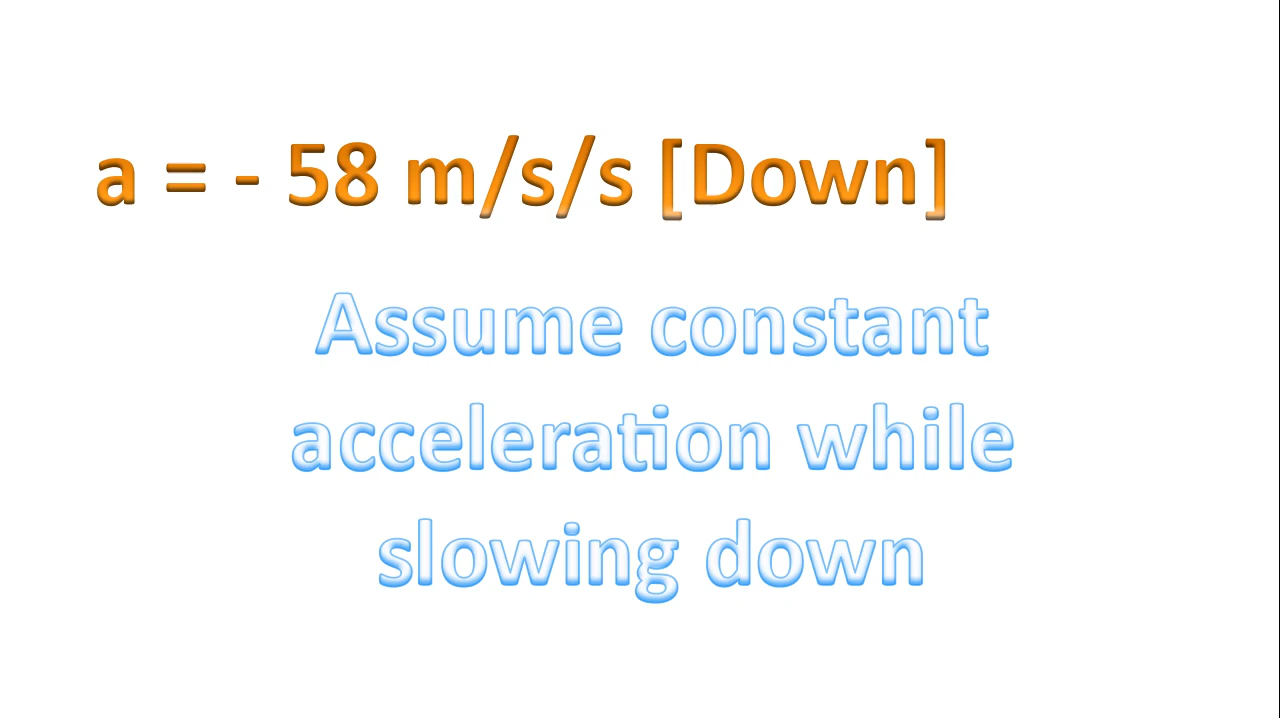 a = - 58 m/s/s [Down]
Assume constant
acceleration while
slowing down